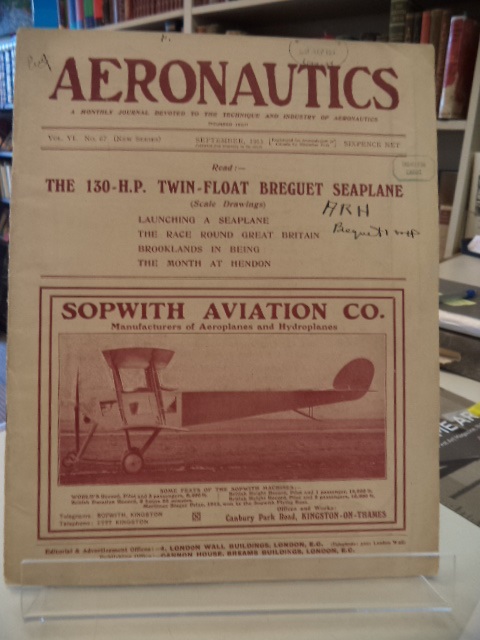 AERONAUTICS
A MONTHLY JOURNAL DEVOTED TO THE TECHNIQUE AND INDUSTRY OF AERONAUTICS
VOL. VI. No. 67 (NEW SERIES) SEPTEMBER, 1913 SIXPENCE NET
Read :—
THE 130-H.P. TWIN-FLOAT BREGUET SEAPLANE
(Scale Drawings)
ARH
LAUNCHING A SEAPLANE
THE RACE ROUND GREAT BRITAIN
BROOKLANDS IN BEING
THE MONTH AT HENDON
SOPWITH AVIATION CO.
Manufacturers of Aeroplanes and Hydroplanes
SOME FEATS OF THE SOPWITH MACHINES.
Telegrams: SOPWITH, KINGSTON
Offices and Works:
Telephone: 1777 KINGSTON
Canbury Park Road, KINGSTON-ON-THAMES
Editorial & Advertisement Offices: 4, LONDON WALL BUILDINGS, LONDON, E.C.
CANNON HOUSE, BREAMS BUILDINGS, LONDON, E.C.